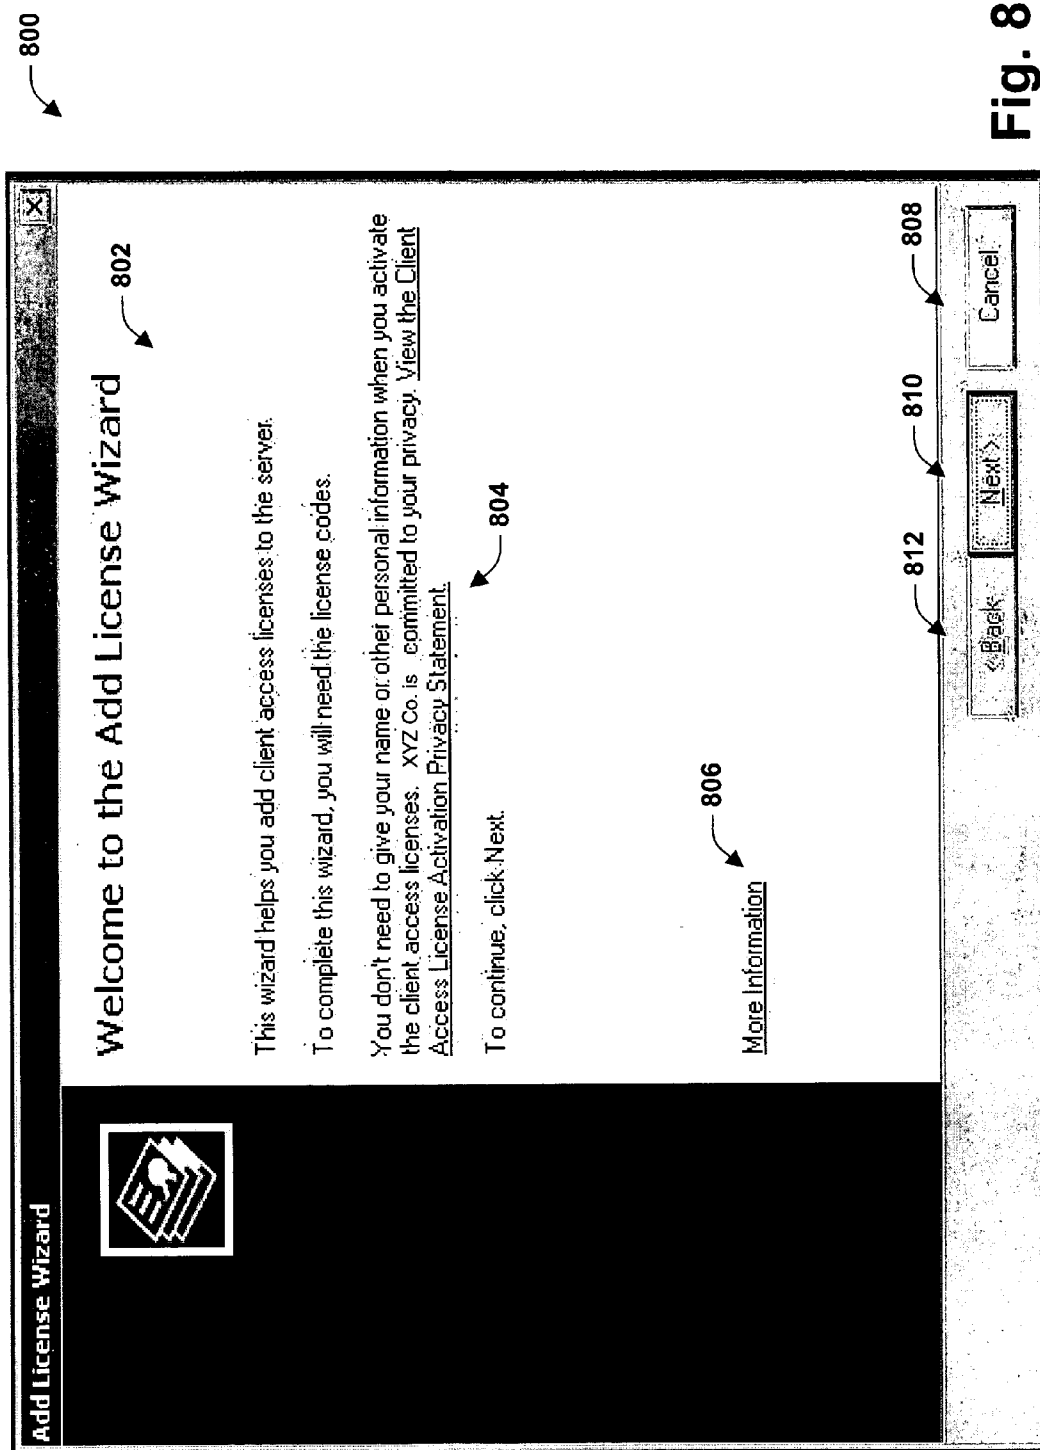 800
Add License Wizard
Welcome to the Add License Wizard
802
This wizard helps you add client access licenses to the server.
To complete this wizard, you will need the license codes.
You don't need to give your name or other personal information when you activate
the client access licenses. XYZ Co. is committed to your privacy. View the Client
Access License Activation Privacy Statement.
804
To continue, click Next.
806
More Information
812
810
808
< Back
Next >
Cancel
Fig. 8